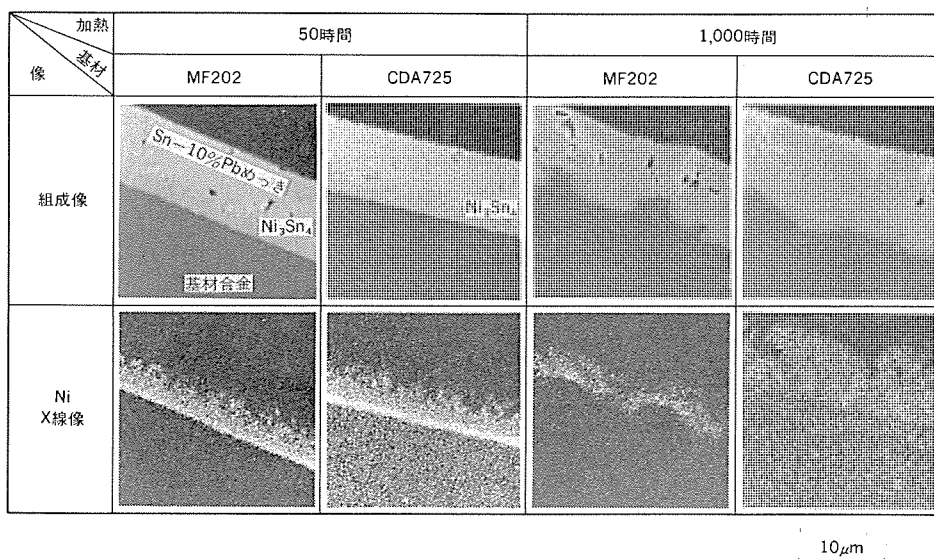 加熱
基材
像
50時間
1,000時間
MF202
CDA725
MF202
CDA725
組成像
Sn-10%Pbめっき
Ni₃Sn₄
基材合金
Ni₃Sn₄
Ni
X線像
10μm